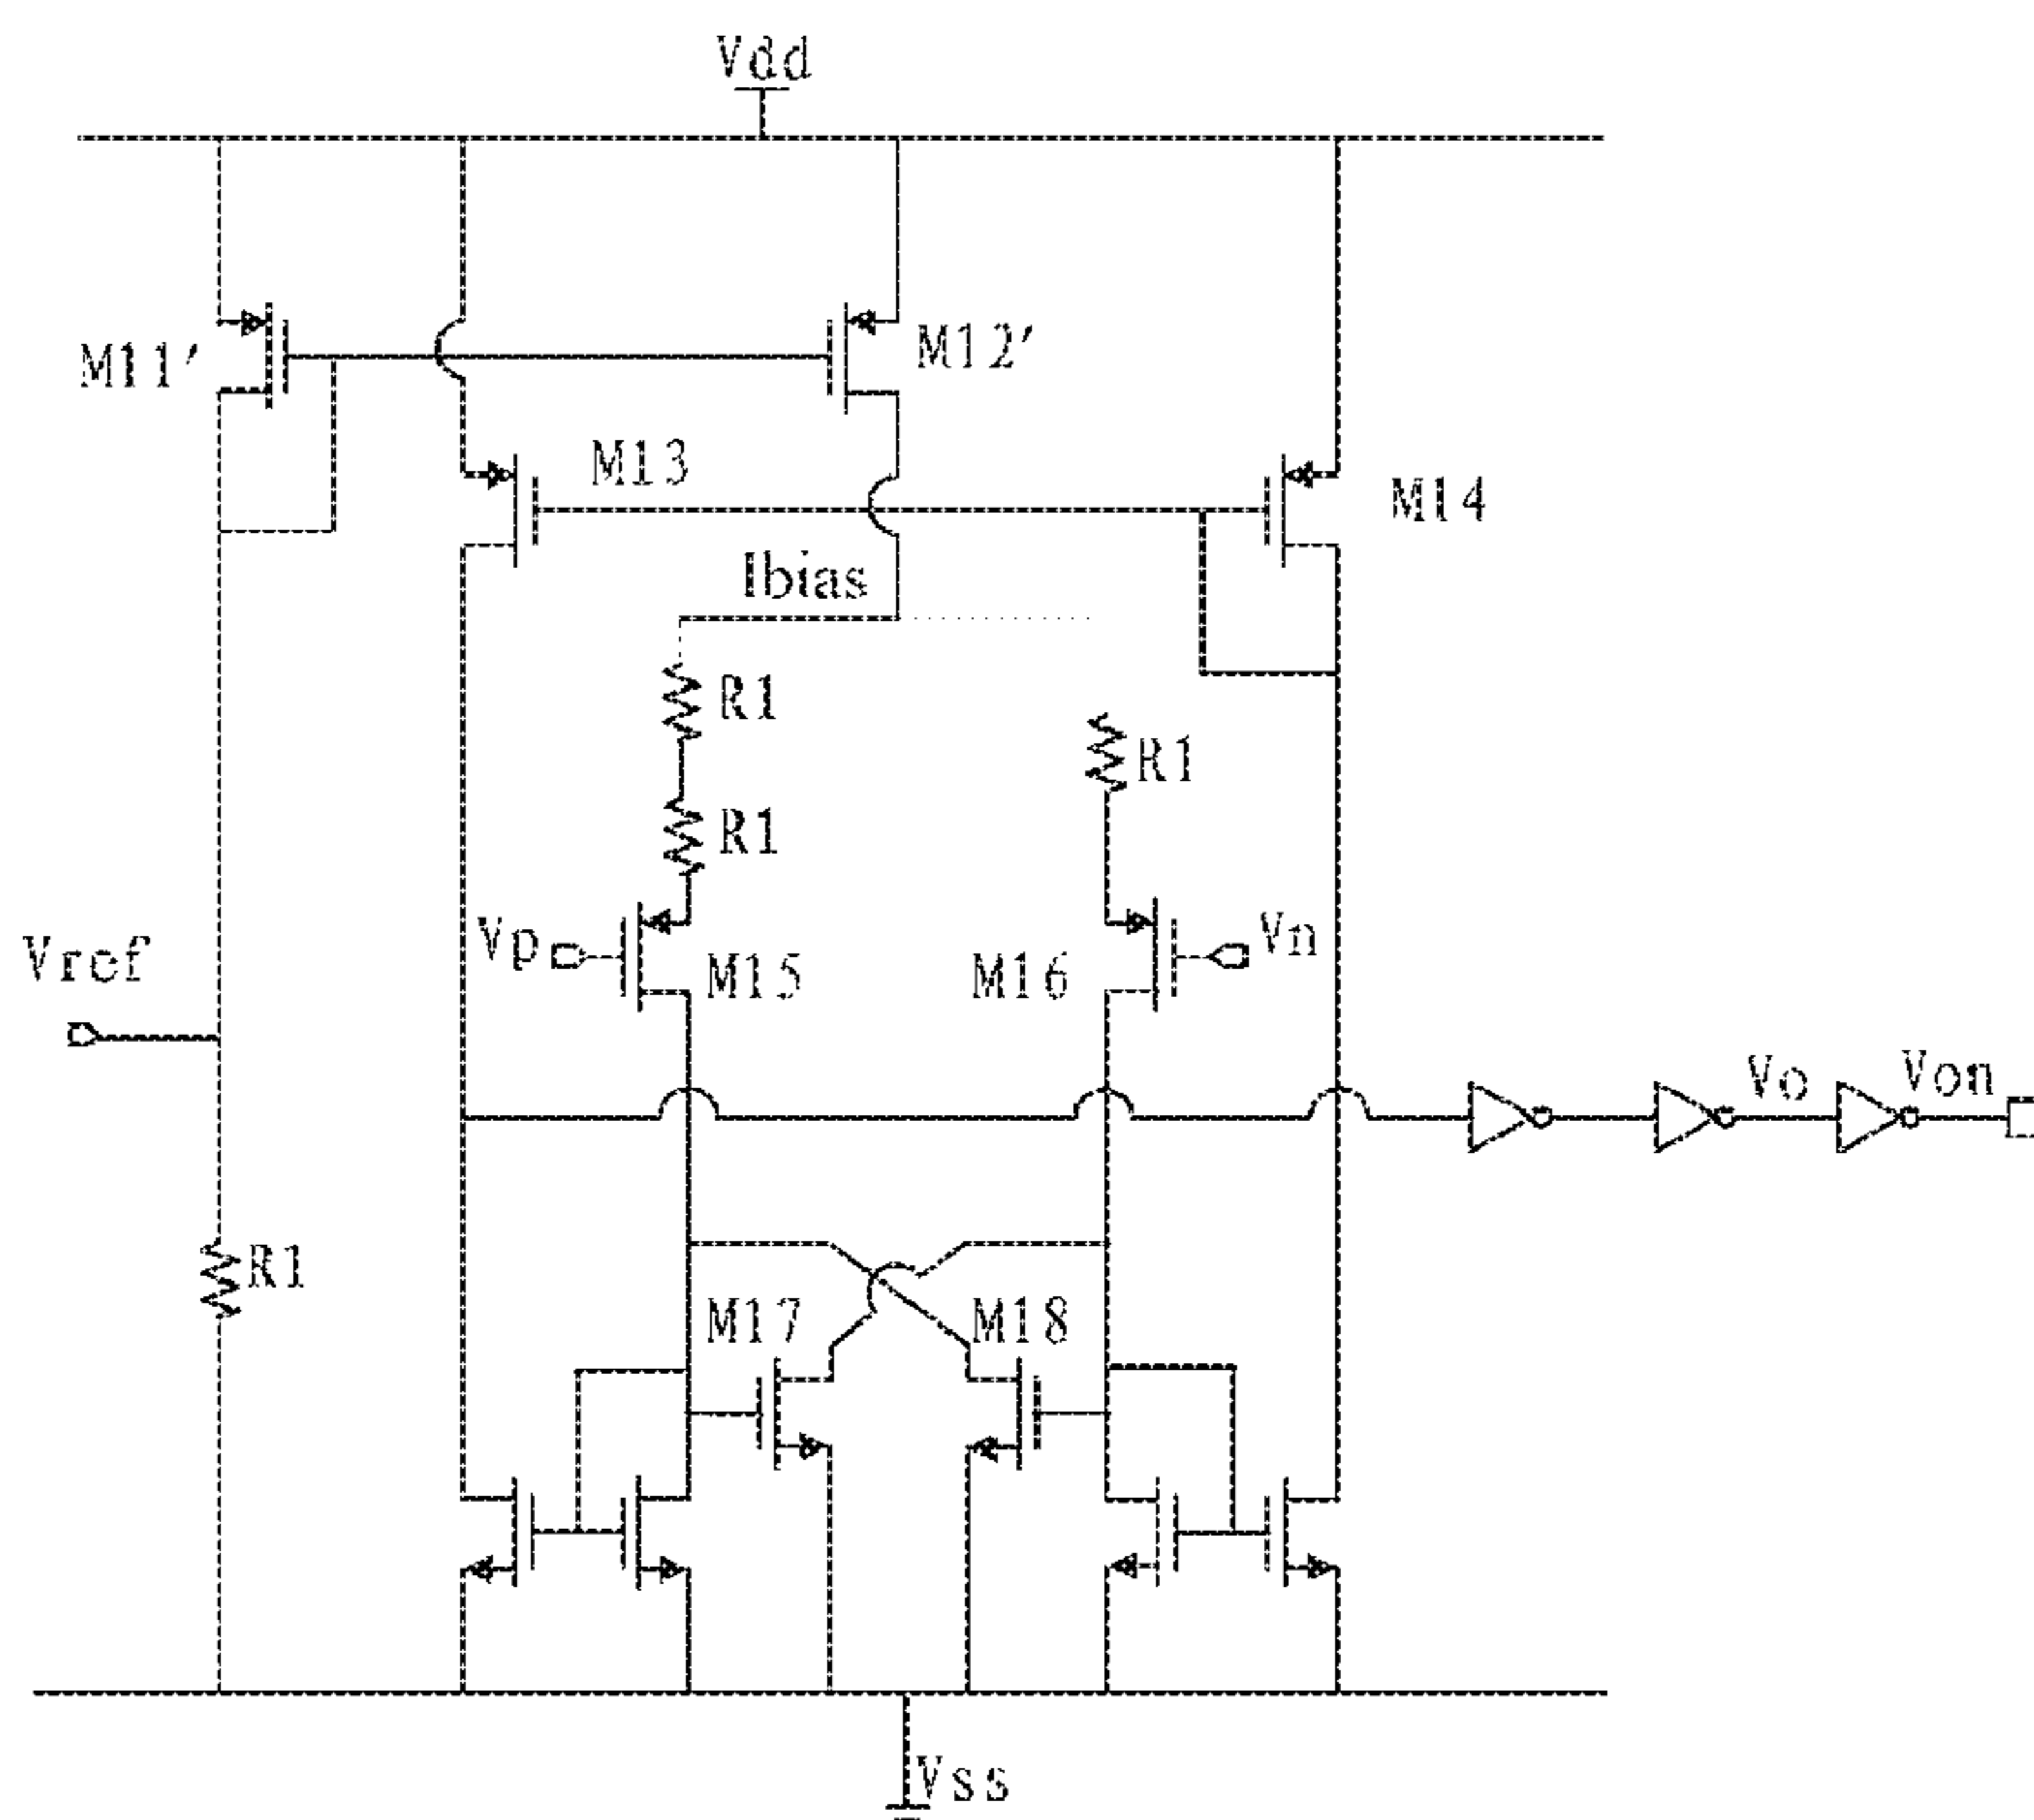 Vdd
M11′
M12′
M13
M14
Ibias
R1
R1
R1
Vp
Vn
Vref
M15
M16
Vo
Von
R1
M17
M18
Vss